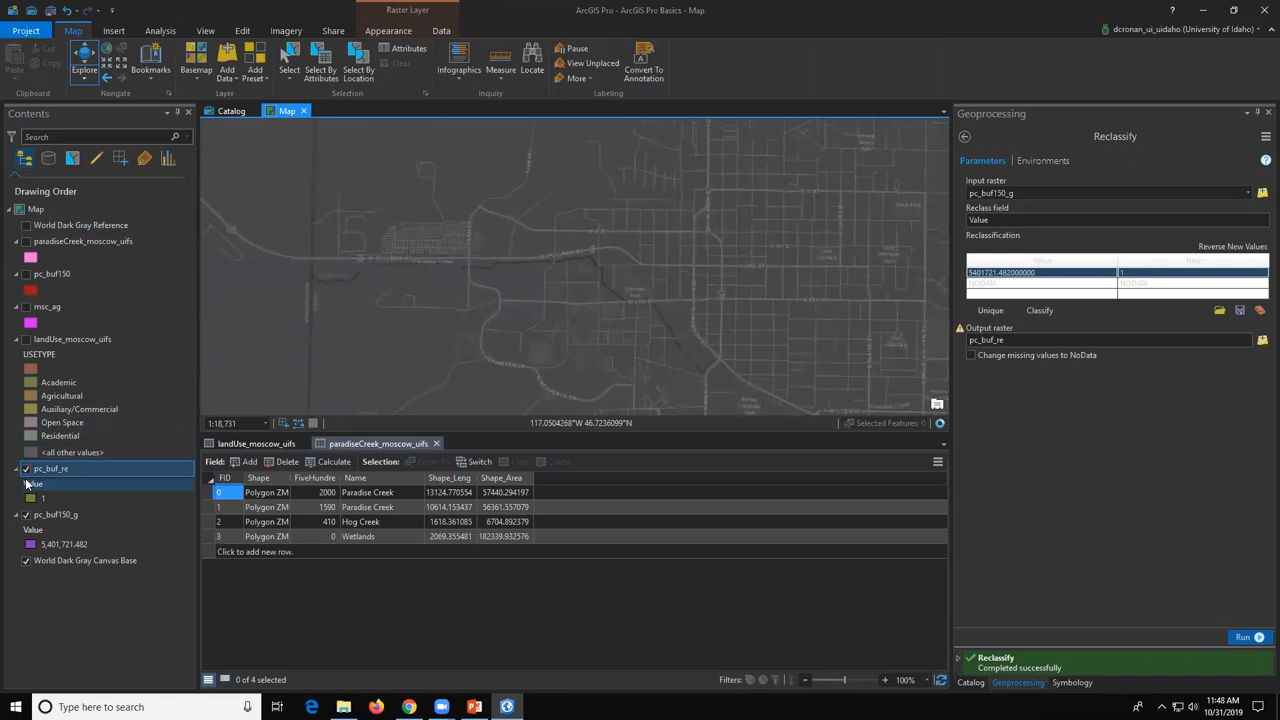 Raster Layer
ArcGIS Pro - ArcGIS Pro Basics - Map
?
Project
Map
Insert
Analysis
View
Edit
Imagery
Share
Appearance
Data
dcronan_ui_uidaho (University of Idaho)
Paste
Cut
Copy
Clipboard
Explore
Bookmarks
Navigate
Basemap
Add Data
Add Preset
Layer
Select
Select By Attributes
Select By Location
Attributes
Clear
Selection
Infographics
Measure
Locate
Inquiry
Pause
View Unplaced
More
Labeling
Convert To Annotation
Contents
Search
Drawing Order
Map
World Dark Gray Reference
paradiseCreek_moscow_uifs
pc_buf150
msc_ag
landUse_moscow_uifs
USETYPE
Academic
Agricultural
Auxiliary/Commercial
Open Space
Residential
<all other values>
pc_buf_re
1
pc_buf150_g
Value
5,401,721.482
World Dark Gray Canvas Base
Catalog
Map
1:18,731
117.0504268°W 46.7236099°N
Selected Features: 0
landUse_moscow_uifs
paradiseCreek_moscow_uifs
Field:
Add
Delete
Calculate
Selection:
Zoom To
Switch
Clear
Delete
FID Shape FiveHundre Name Shape_Leng Shape_Area
0 Polygon ZM 2000 Paradise Creek 13124.770554 57440.294197
1 Polygon ZM 1590 Paradise Creek 10614.153437 56361.557079
2 Polygon ZM 410 Hog Creek 1618.361085 6704.892379
3 Polygon ZM 0 Wetlands 2069.355481 182339.932576
Click to add new row.
0 of 4 selected
Filters:
100%
Geoprocessing
Reclassify
Parameters
Environments
Input raster
pc_buf150_g
Reclass field
Value
Reclassification
Reverse New Values
Value New
5401721.482000000 1
NODATA NODATA
Unique
Classify
Output raster
pc_buf_re
Change missing values to NoData
Run
Reclassify
Completed successfully
Catalog
Geoprocessing
Symbology
Type here to search
11:48 AM
10/31/2019